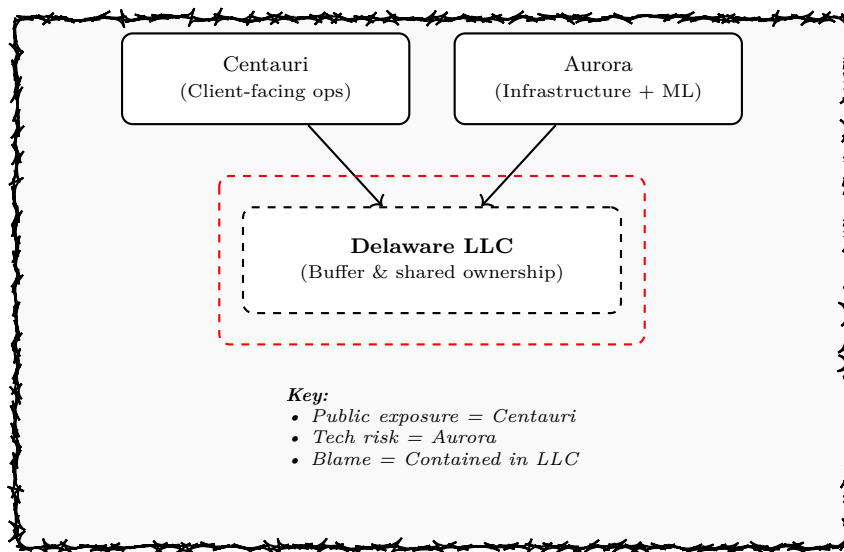 Centauri
(Client-facing ops)
Aurora
(Infrastructure + ML)
Delaware LLC
(Buffer & shared ownership)
Key:
• Public exposure = Centauri
• Tech risk = Aurora
• Blame = Contained in LLC